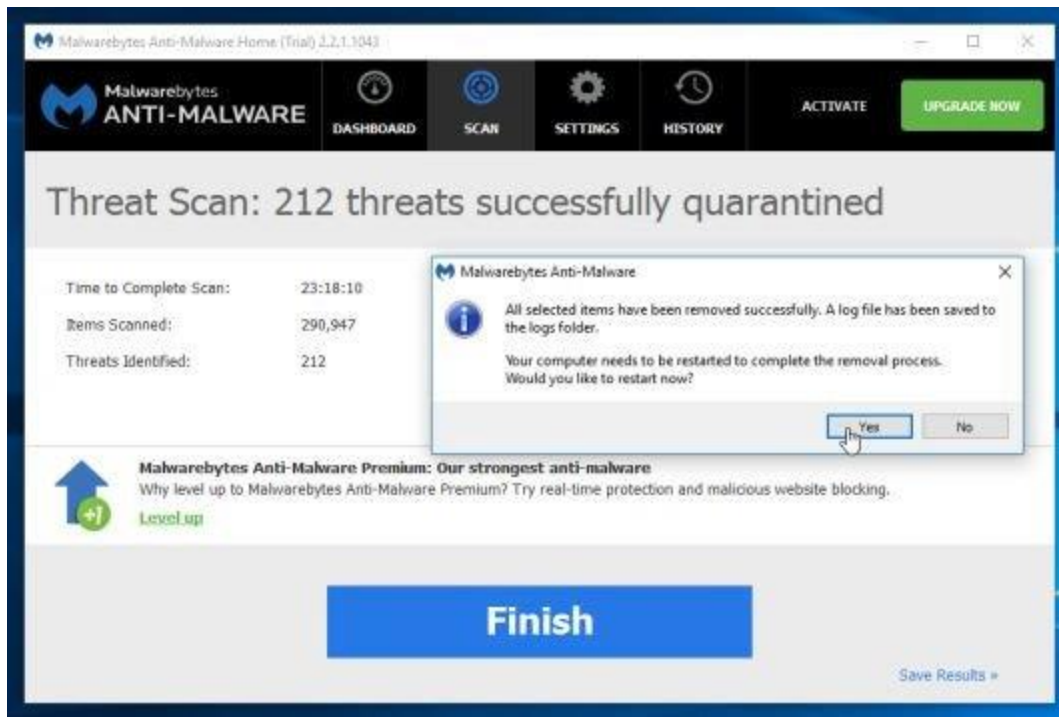 Malwarebytes Anti-Malware Home (Trial) 2.2.1.1043
Malwarebytes
ANTI-MALWARE
DASHBOARD
SCAN
SETTINGS
HISTORY
ACTIVATE
UPGRADE NOW
Threat Scan: 212 threats successfully quarantined
Time to Complete Scan: 23:18:10
Items Scanned: 290,947
Threats Identified: 212
Malwarebytes Anti-Malware
All selected items have been removed successfully. A log file has been saved to
the logs folder.
Your computer needs to be restarted to complete the removal process.
Would you like to restart now?
Yes
No
Malwarebytes Anti-Malware Premium: Our strongest anti-malware
Why level up to Malwarebytes Anti-Malware Premium? Try real-time protection and malicious website blocking.
+1
Level up
Finish
Save Results »